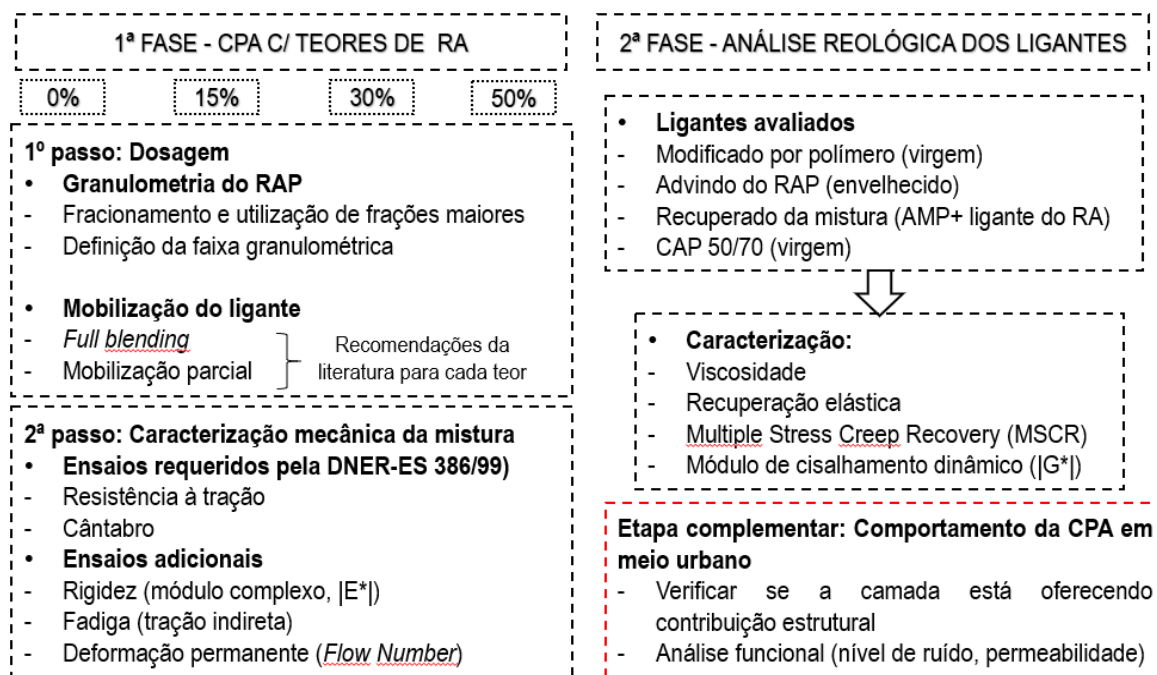 1ª FASE - CPA C/ TEORES DE RA
0% 15% 30% 50%
1º passo: Dosagem
• Granulometria do RAP
- Fracionamento e utilização de frações maiores
- Definição da faixa granulométrica
• Mobilização do ligante
- Full blending
- Mobilização parcial
Recomendações da
literatura para cada teor
2ª passo: Caracterização mecânica da mistura
• Ensaios requeridos pela DNER-ES 386/99)
- Resistência à tração
- Cântabro
• Ensaios adicionais
- Rigidez (módulo complexo, |E*|)
- Fadiga (tração indireta)
- Deformação permanente (Flow Number)
2ª FASE - ANÁLISE REOLÓGICA DOS LIGANTES
• Ligantes avaliados
- Modificado por polímero (virgem)
- Advindo do RAP (envelhecido)
- Recuperado da mistura (AMP+ ligante do RA)
- CAP 50/70 (virgem)
• Caracterização:
- Viscosidade
- Recuperação elástica
- Multiple Stress Creep Recovery (MSCR)
- Módulo de cisalhamento dinâmico (|G*|)
Etapa complementar: Comportamento da CPA em
meio urbano
- Verificar se a camada está oferecendo
contribuição estrutural
- Análise funcional (nível de ruído, permeabilidade)